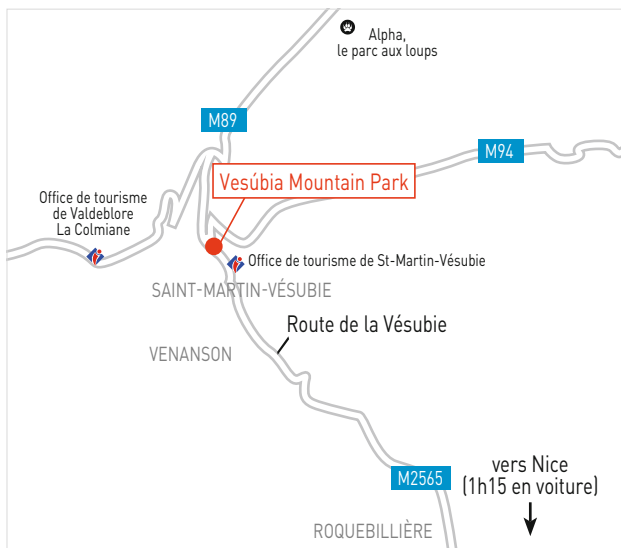 Alpha,
le parc aux loups
M89
M94
Vesúbia Mountain Park
Office de tourisme
de Valdeblore
La Colmiane
Office de tourisme de St-Martin-Vésubie
SAINT-MARTIN-VÉSUBIE
Route de la Vésubie
VENANSON
vers Nice
(1h15 en voiture)
M2565
ROQUEBILLIÈRE